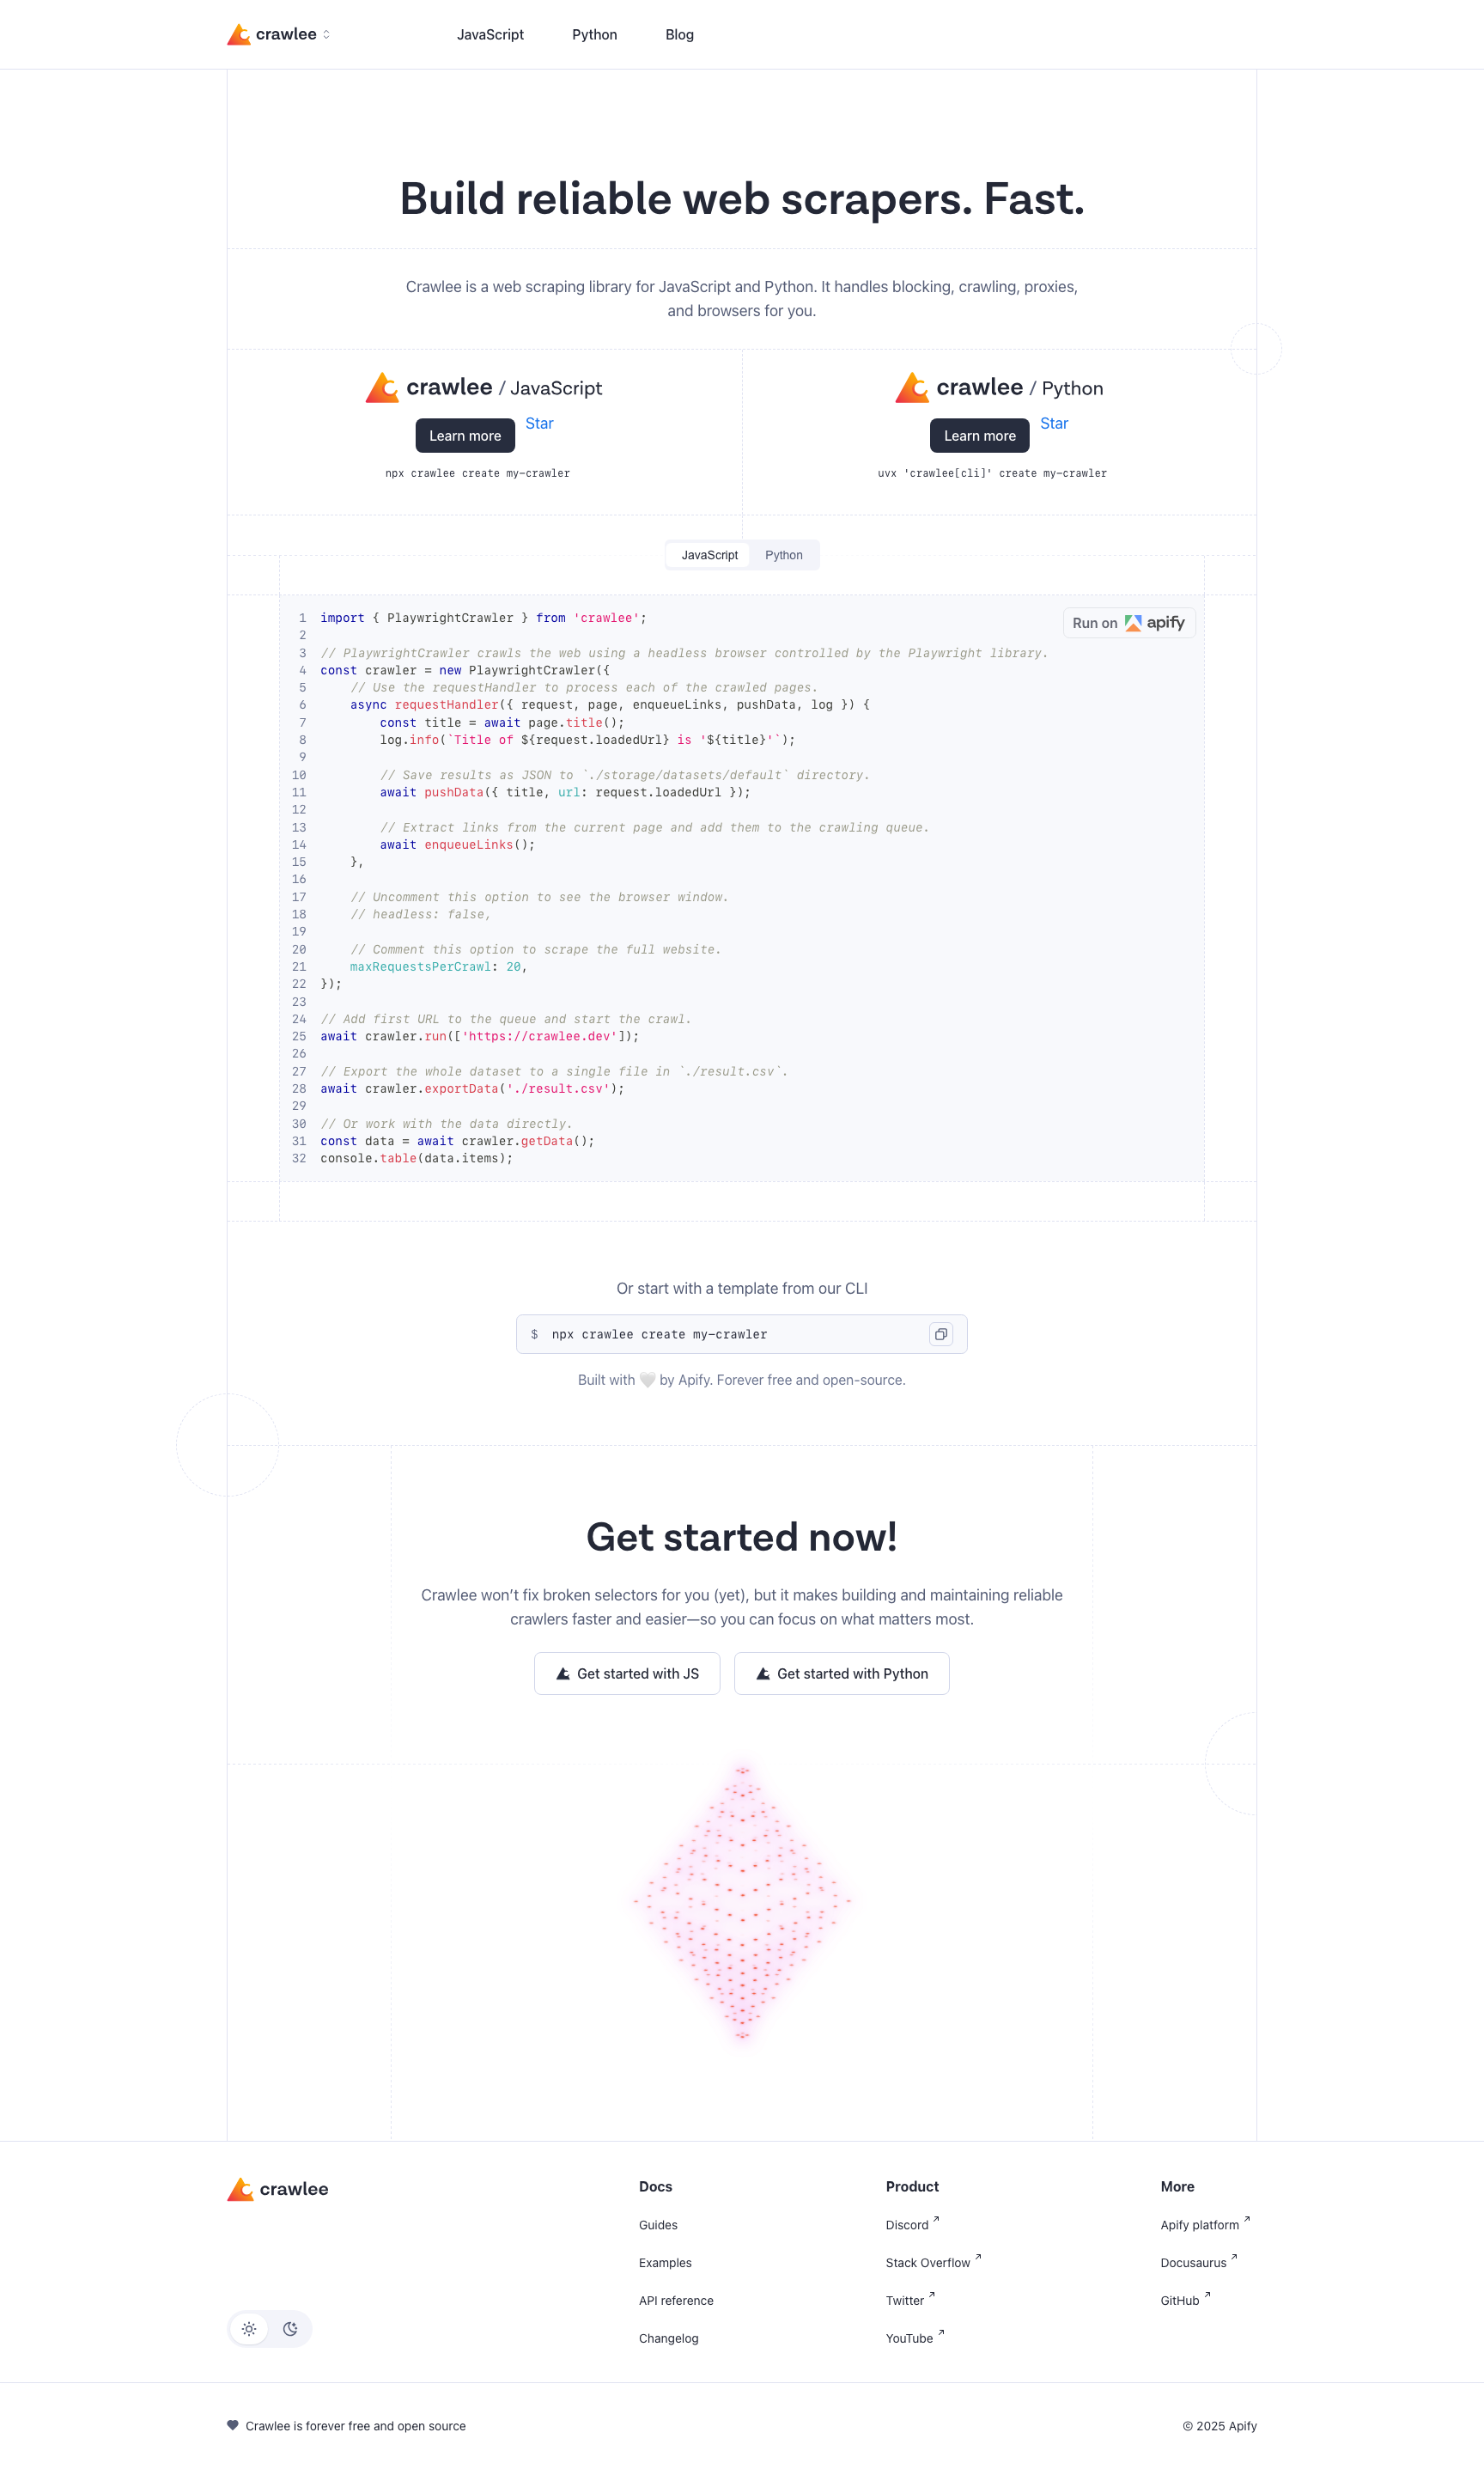 crawlee
JavaScript Python Blog
Build reliable web scrapers. Fast.
Crawlee is a web scraping library for JavaScript and Python. It handles blocking, crawling, proxies,
and browsers for you.
crawlee / JavaScript
Learn more Star
npx crawlee create my-crawler
crawlee / Python
Learn more Star
uvx 'crawlee[cli]' create my-crawler
JavaScript Python
Run on apify
1 import { PlaywrightCrawler } from 'crawlee';
2
3 // PlaywrightCrawler crawls the web using a headless browser controlled by the Playwright library.
4 const crawler = new PlaywrightCrawler({
5     // Use the requestHandler to process each of the crawled pages.
6     async requestHandler({ request, page, enqueueLinks, pushData, log }) {
7         const title = await page.title();
8         log.info(`Title of ${request.loadedUrl} is '${title}'`);
9
10         // Save results as JSON to `./storage/datasets/default` directory.
11         await pushData({ title, url: request.loadedUrl });
12
13         // Extract links from the current page and add them to the crawling queue.
14         await enqueueLinks();
15     },
16
17     // Uncomment this option to see the browser window.
18     // headless: false,
19
20     // Comment this option to scrape the full website.
21     maxRequestsPerCrawl: 20,
22 });
23
24 // Add first URL to the queue and start the crawl.
25 await crawler.run(['https://crawlee.dev']);
26
27 // Export the whole dataset to a single file in `./result.csv`.
28 await crawler.exportData('./result.csv');
29
30 // Or work with the data directly.
31 const data = await crawler.getData();
32 console.table(data.items);
Or start with a template from our CLI
$ npx crawlee create my-crawler
Built with 🤍 by Apify. Forever free and open-source.
Get started now!
Crawlee won’t fix broken selectors for you (yet), but it makes building and maintaining reliable
crawlers faster and easier—so you can focus on what matters most.
Get started with JS Get started with Python
crawlee
Docs
Guides
Examples
API reference
Changelog
Product
Discord
Stack Overflow
Twitter
YouTube
More
Apify platform
Docusaurus
GitHub
Crawlee is forever free and open source
© 2025 Apify